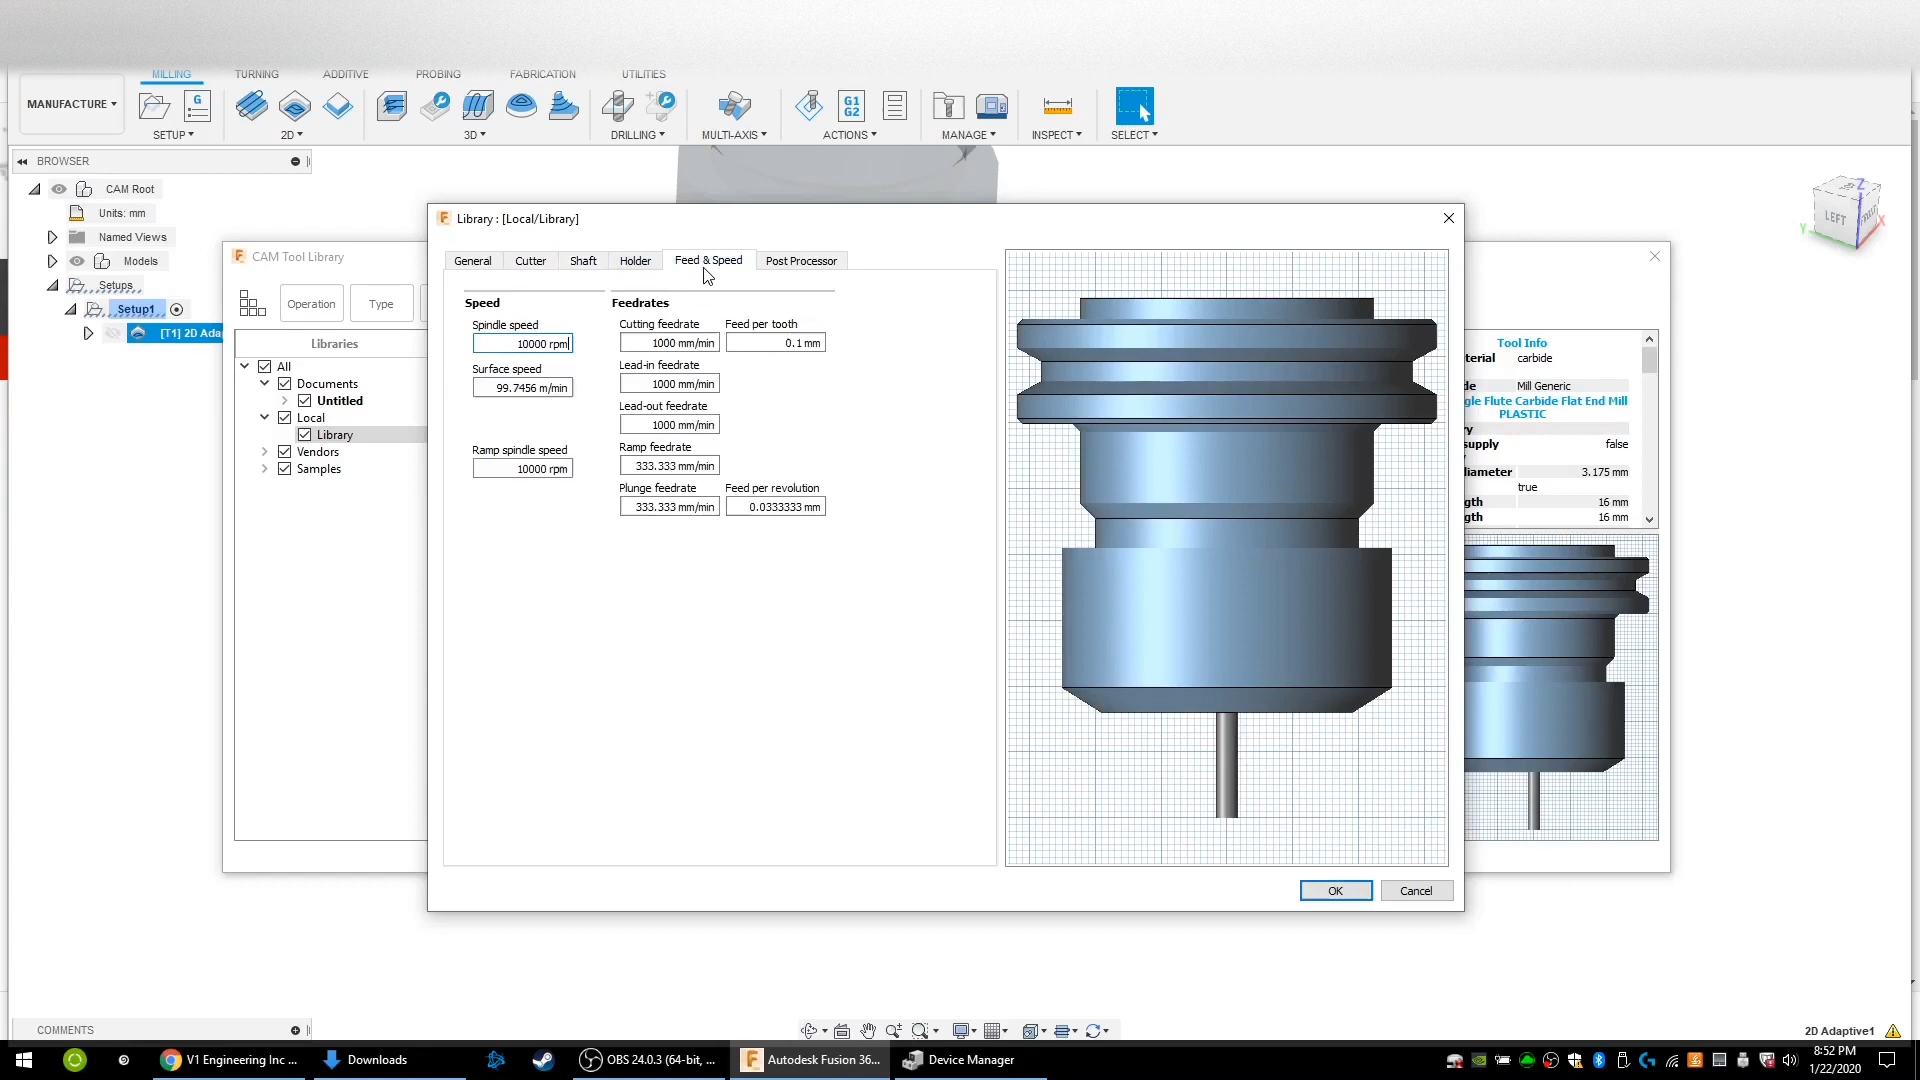 MILLING TURNING ADDITIVE PROBING FABRICATION UTILITIES
MANUFACTURE
G
G1
G2
SETUP 2D 3D DRILLING MULTI-AXIS ACTIONS MANAGE INSPECT SELECT
BROWSER
CAM Root
Units: mm
Named Views
Models
Setups
Setup1
[T1] 2D Ada
LEFT
FRONT
Z
Y
X
CAM Tool Library
Operation Type
Libraries
All
Documents
Untitled
Local
Library
Vendors
Samples
Library : [Local/Library]
General Cutter Shaft Holder Feed & Speed Post Processor
Speed
Spindle speed
10000 rpm
Surface speed
99.7456 m/min
Ramp spindle speed
10000 rpm
Feedrates
Cutting feedrate Feed per tooth
1000 mm/min 0.1 mm
Lead-in feedrate
1000 mm/min
Lead-out feedrate
1000 mm/min
Ramp feedrate
333.333 mm/min
Plunge feedrate Feed per revolution
333.333 mm/min 0.0333333 mm
OK Cancel
Tool Info
terial carbide
de Mill Generic
gle Flute Carbide Flat End Mill
PLASTIC
ry
supply false
y
iameter 3.175 mm
true
gth 16 mm
gth 16 mm
COMMENTS
2D Adaptive1
V1 Engineering Inc ...
Downloads
OBS 24.0.3 (64-bit, ...
Autodesk Fusion 36...
Device Manager
8:52 PM
1/22/2020